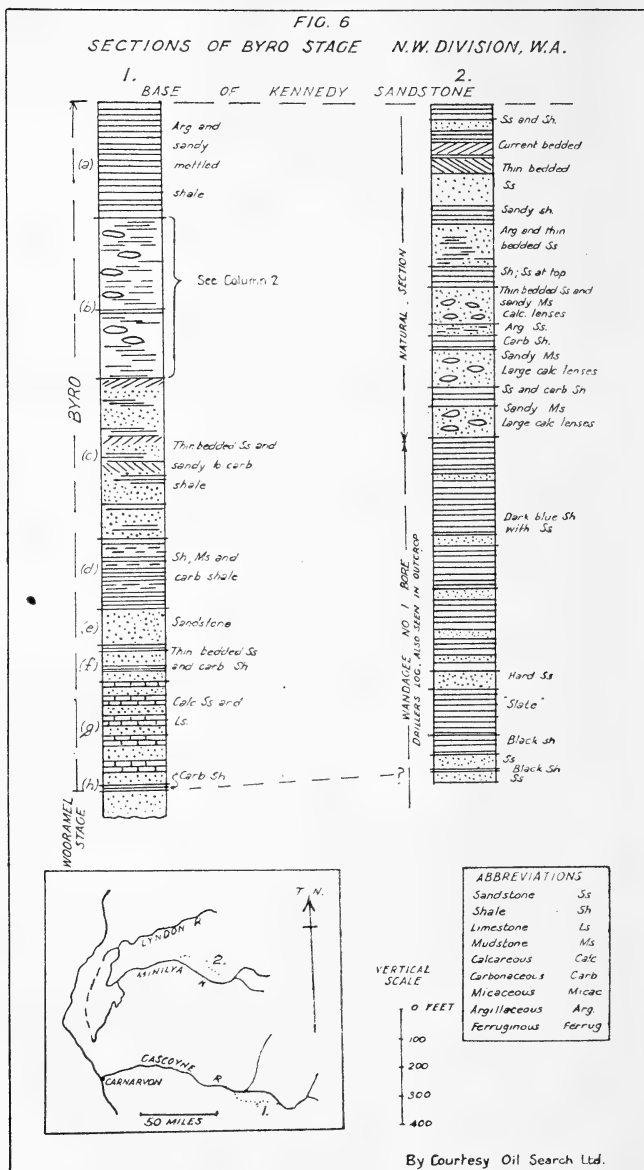 FIG. 6
SECTIONS OF BYRO STAGE N.W. DIVISION, W.A.
1. 2.
BASE OF KENNEDY SANDSTONE
BYRO
WOORAMEL
STAGE
(a)
Arg and
sandy
mottled
shale
(b)
See Column 2
(c)
Thin bedded Ss and
sandy to carb
shale
(d)
Sh, Ms and
carb shale
(e)
Sandstone
(f)
Thin bedded Ss
and carb Sh
(g)
Calc Ss and
Ls.
(h)
Carb Sh
?
NATURAL SECTION
WANDAGEE NO 1 BORE
DRILLERS LOG, ALSO SEEN IN OUTCROP
Ss and Sh.
Current bedded
Thin bedded
Ss
Sandy sh.
Arg and thin
bedded Ss
Sh; Ss at top
Thin bedded Ss and
sandy Ms
calc. lenses
Arg Ss.
Carb Sh.
Sandy Ms
Large calc lenses
Ss and carb Sh
Sandy Ms
Large calc lenses
Dark blue Sh
with Ss
Hard Ss
"Slate"
Black sh
Ss
Black Sh
Ss
T N.
LYNDON R
MINILYA R
2.
GASCOYNE R
CARNARVON
1.
50 MILES
VERTICAL
SCALE
0 FEET
100
200
300
400
ABBREVIATIONS
Sandstone Ss
Shale Sh
Limestone Ls
Mudstone Ms
Calcareous Calc
Carbonaceous Carb
Micaceous Micac
Argillaceous Arg.
Ferruginous Ferrug
By Courtesy Oil Search Ltd.